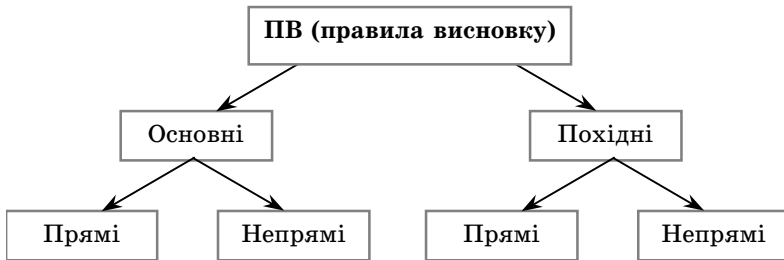 ПВ (правила висновку)
Основні
Похідні
Прямі
Непрямі
Прямі
Непрямі